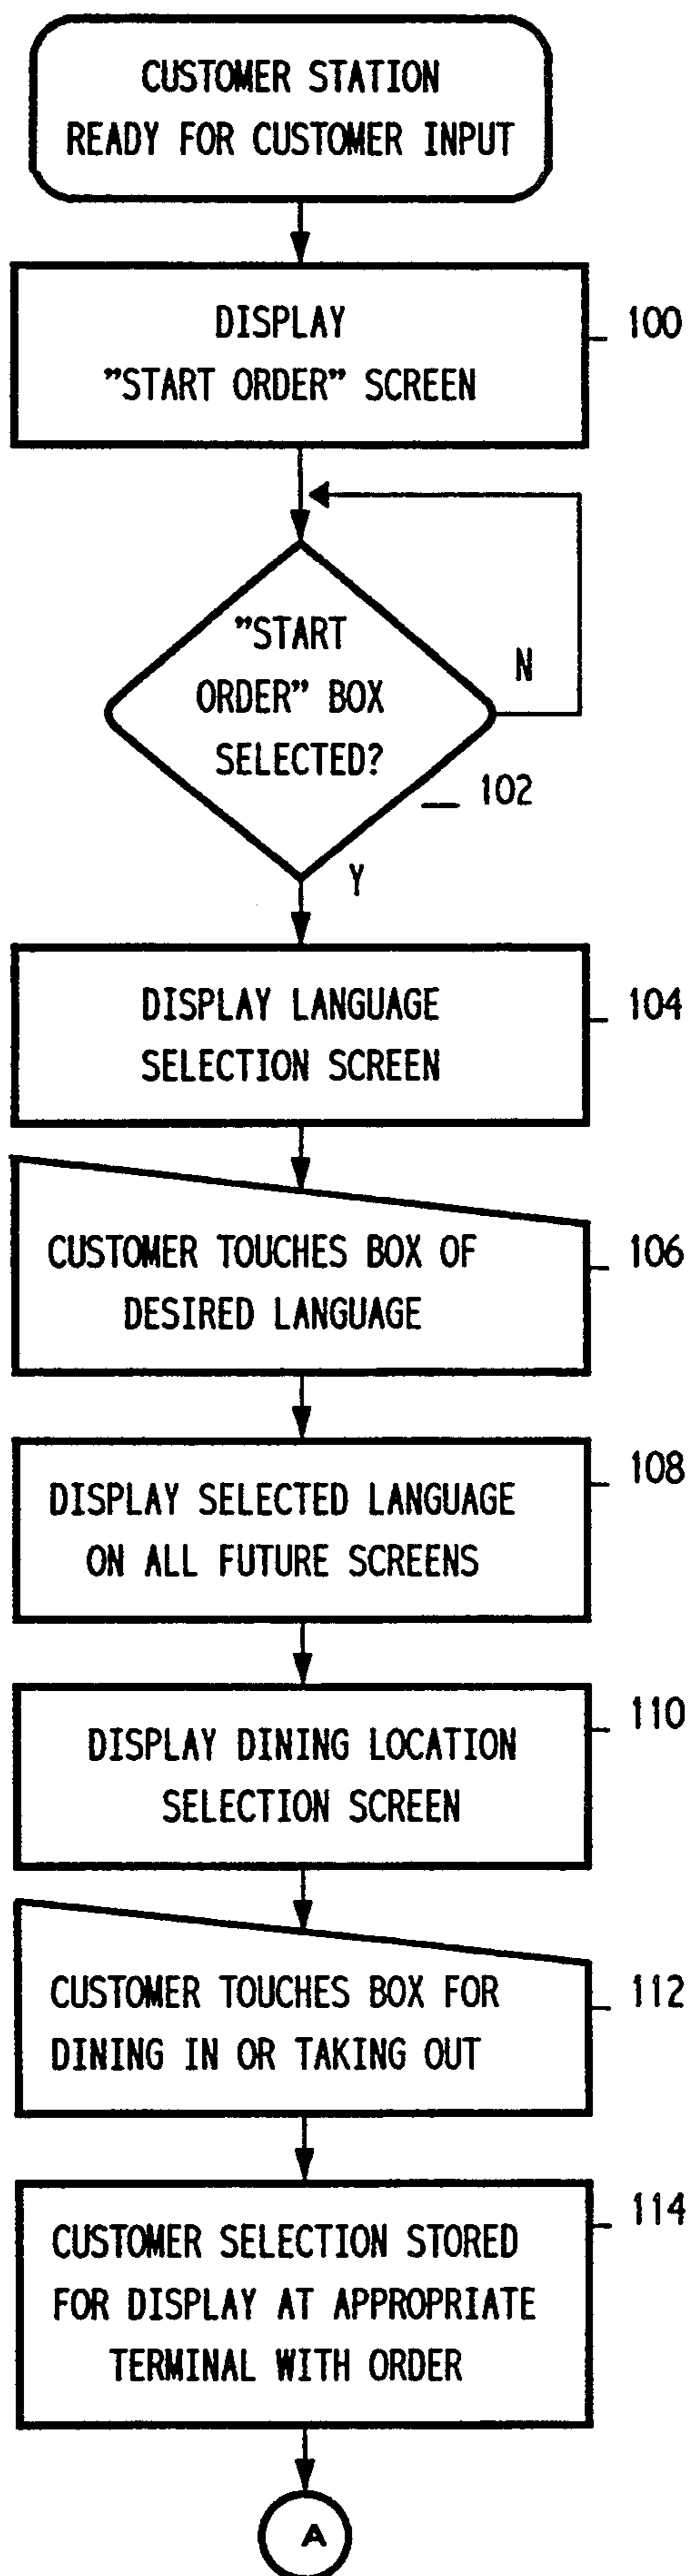 CUSTOMER STATION
READY FOR CUSTOMER INPUT
DISPLAY
"START ORDER" SCREEN
100
"START
ORDER" BOX
SELECTED?
N
102
Y
DISPLAY LANGUAGE
SELECTION SCREEN
104
CUSTOMER TOUCHES BOX OF
DESIRED LANGUAGE
106
DISPLAY SELECTED LANGUAGE
ON ALL FUTURE SCREENS
108
DISPLAY DINING LOCATION
SELECTION SCREEN
110
CUSTOMER TOUCHES BOX FOR
DINING IN OR TAKING OUT
112
CUSTOMER SELECTION STORED
FOR DISPLAY AT APPROPRIATE
TERMINAL WITH ORDER
114
A